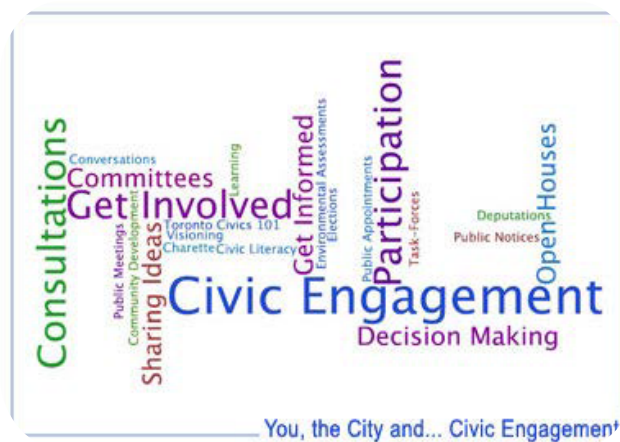 Consultations
Conversations
Committees
Get Involved
Learning
Public Meetings
Community Development
Sharing Ideas
Toronto Civics 101
Visioning
Charette
Civic Literacy
Get Informed
Environmental Assessments
Elections
Public Appointments
Participation
Task-Forces
Deputations
Public Notices
Open Houses
Civic Engagement
Decision Making
You, the City and... Civic Engagement